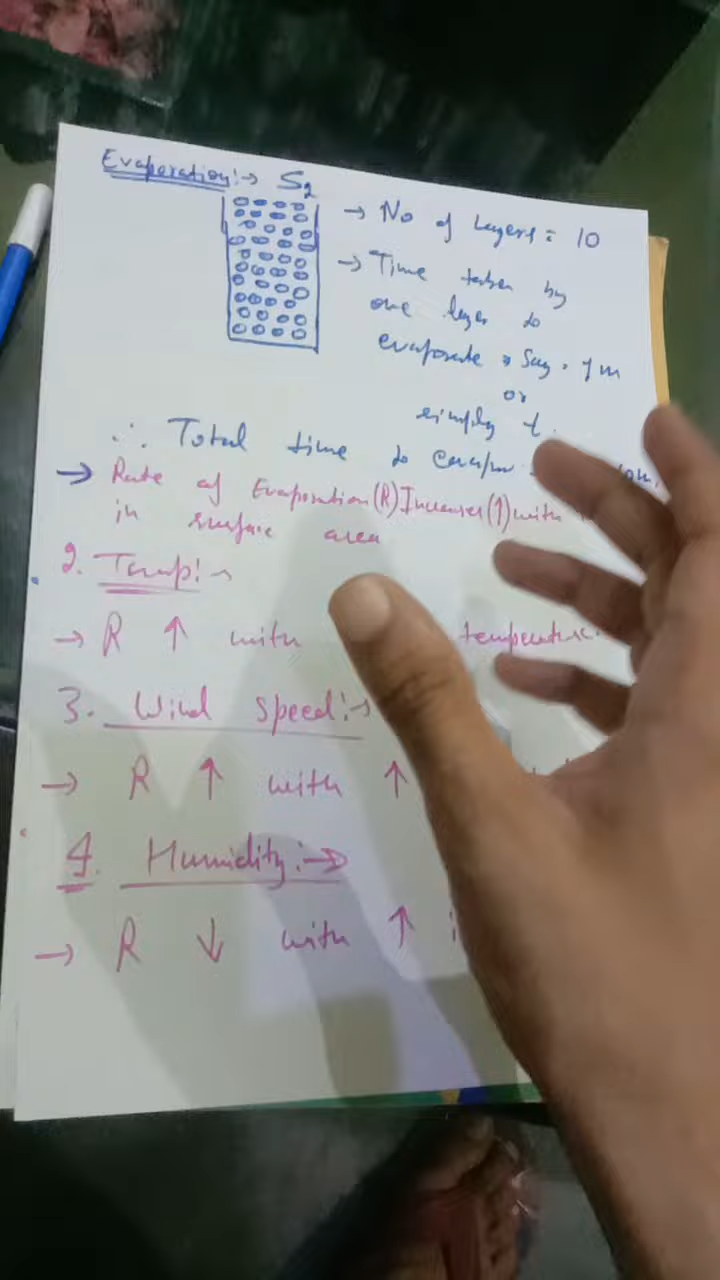 Evaporation:→ S2
→ No of Layers = 10
→ Time taken by
one layer to
evaporate = Say
or
simply t.
∴ Total time to
→ Rate of Evaporation (R) Increases (↑) with
in surface area
2. Temp:→
→ R ↑ with temperature.
3. Wind Speed:→
→ R ↑ with ↑
4. Humidity:→
→ R ↓ with ↑